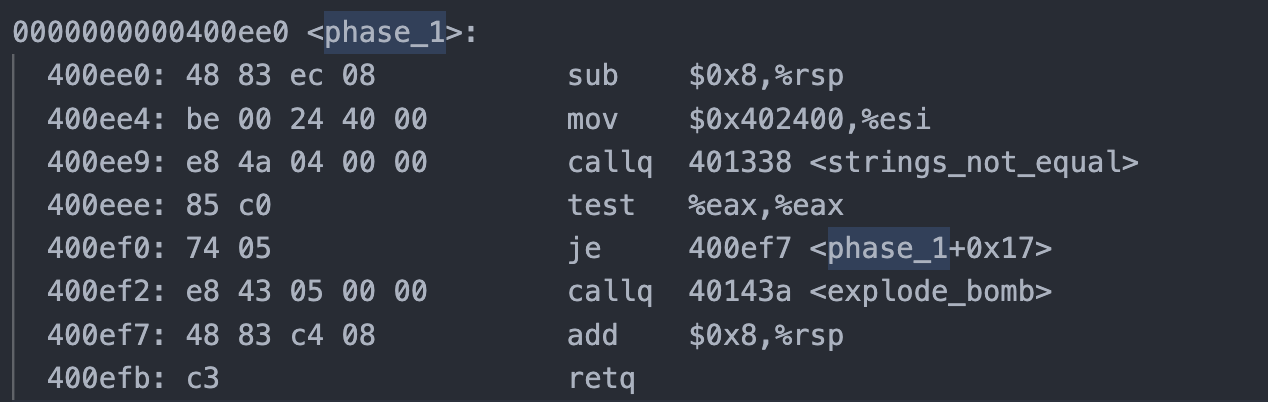 0000000000400ee0 <phase_1>:
400ee0: 48 83 ec 08 sub $0x8,%rsp
400ee4: be 00 24 40 00 mov $0x402400,%esi
400ee9: e8 4a 04 00 00 callq 401338 <strings_not_equal>
400eee: 85 c0 test %eax,%eax
400ef0: 74 05 je 400ef7 <phase_1+0x17>
400ef2: e8 43 05 00 00 callq 40143a <explode_bomb>
400ef7: 48 83 c4 08 add $0x8,%rsp
400efb: c3 retq